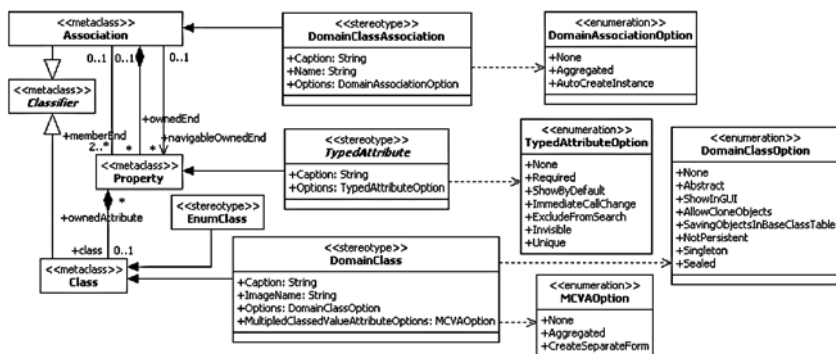 <<metaclass>>
Association
0..1
0..1
0..1
<<metaclass>>
Classifier
+memberEnd
2..*
*
+ownedEnd
*
+navigableOwnedEnd
<<metaclass>>
Property
*
+ownedAttribute
+class
0..1
<<metaclass>>
Class
<<stereotype>>
EnumClass
<<stereotype>>
DomainClassAssociation
+Caption: String
+Name: String
+Options: DomainAssociationOption
<<enumeration>>
DomainAssociationOption
+None
+Aggregated
+AutoCreateInstance
<<stereotype>>
TypedAttribute
+Caption: String
+Options: TypedAttributeOption
<<enumeration>>
TypedAttributeOption
+None
+Required
+ShowByDefault
+ImmediateCallChange
+ExcludeFromSearch
+Invisible
+Unique
<<enumeration>>
DomainClassOption
+None
+Abstract
+ShowInGUI
+AllowCloneObjects
+SavingObjectsInBaseClassTable
+NotPersistent
+Singleton
+Sealed
<<stereotype>>
DomainClass
+Caption: String
+ImageName: String
+Options: DomainClassOption
+MultipledClassedValueAttributeOptions: MCVAOption
<<enumeration>>
MCVAOption
+None
+Aggregated
+CreateSeparateForm